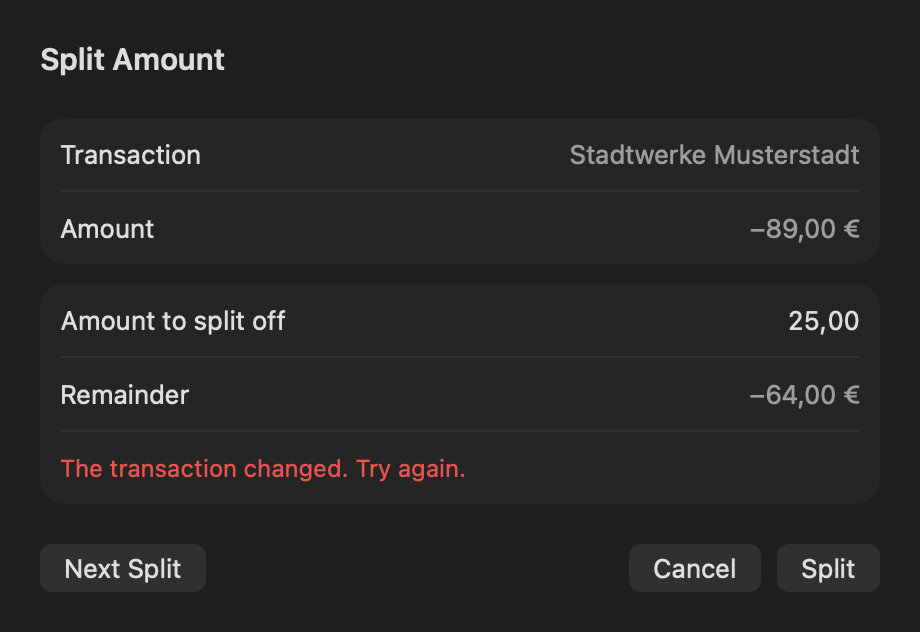 Split Amount
Transaction Stadtwerke Musterstadt
Amount –89,00 €
Amount to split off 25,00
Remainder –64,00 €
The transaction changed. Try again.
Next Split Cancel Split